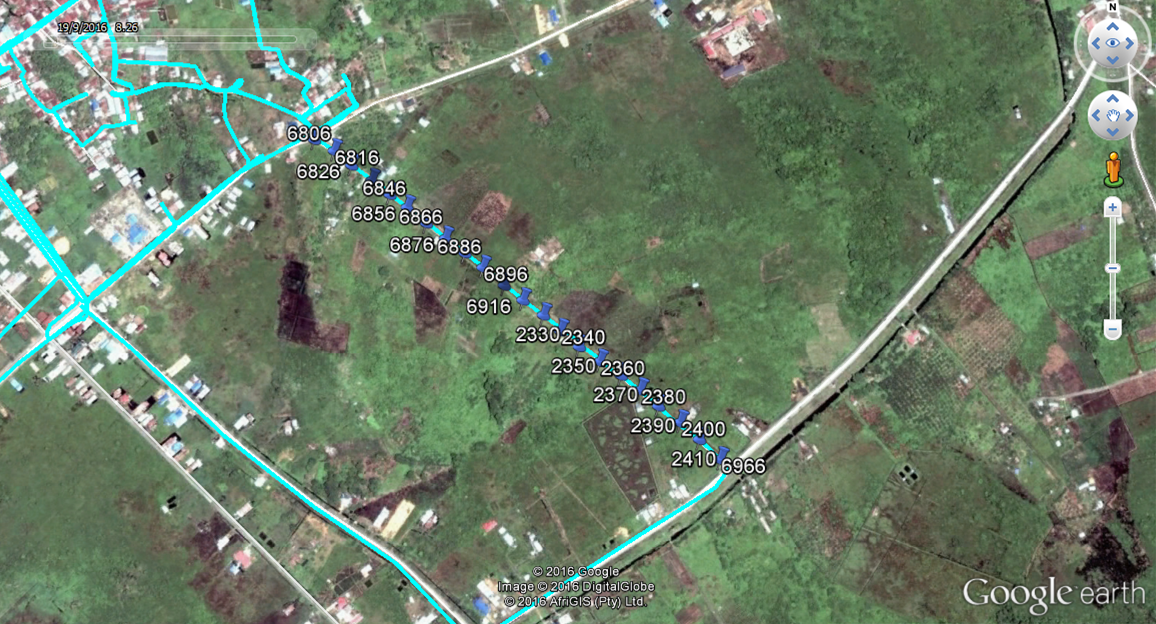 19/9/2016 8.26
N
6806
6816
6826
6846
6856 6866
6876 6886
6896
6916
2330 2340
2350 2360
2370 2380
2390 2400
2410 6966
© 2016 Google
Image © 2016 DigitalGlobe
© 2016 AfriGIS (Pty) Ltd.
Google earth